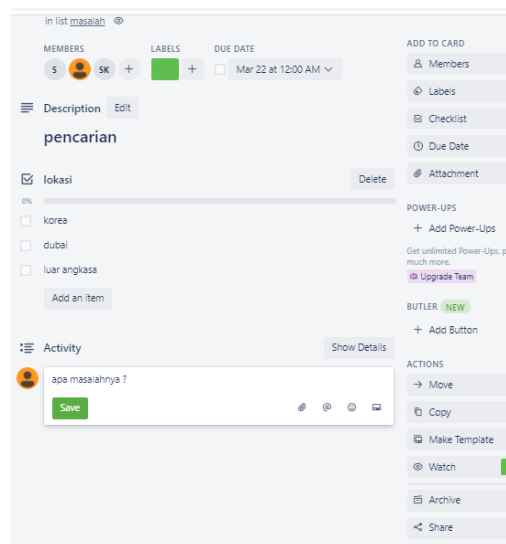 in list masalah
MEMBERS
LABELS
DUE DATE
S
SK
+
+
Mar 22 at 12:00 AM
Description
Edit
pencarian
lokasi
Delete
0%
korea
dubai
luar angkasa
Add an item
Activity
Show Details
apa masalahnya ?
Save
ADD TO CARD
Members
Labels
Checklist
Due Date
Attachment
POWER-UPS
+ Add Power-Ups
Get unlimited Power-Ups, p
much more.
Upgrade Team
BUTLER NEW
+ Add Button
ACTIONS
Move
Copy
Make Template
Watch
Archive
Share